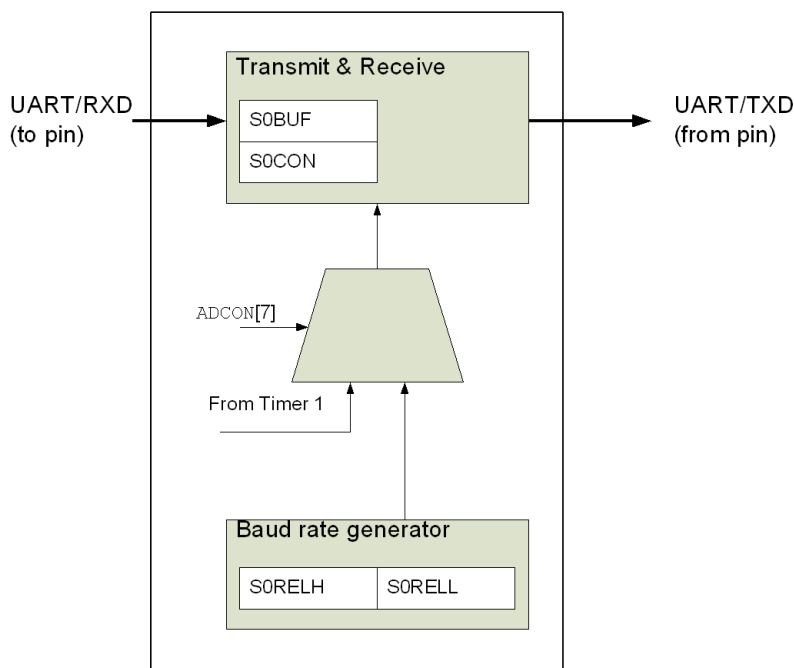 Transmit & Receive
UART/RXD
(to pin)
S0BUF
S0CON
UART/TXD
(from pin)
ADCON[7]
From Timer 1
Baud rate generator
S0RELH
S0RELL